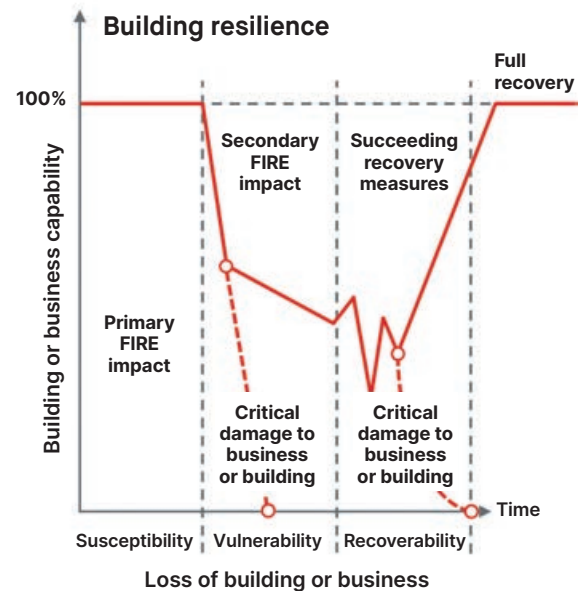 Building resilience
Full
recovery
100%
Secondary
FIRE
impact
Succeeding
recovery
measures
Building or business capability
Primary
FIRE
impact
Critical
damage to
business
or building
Critical
damage to
business
or building
Time
Susceptibility
Vulnerability
Recoverability
Loss of building or business